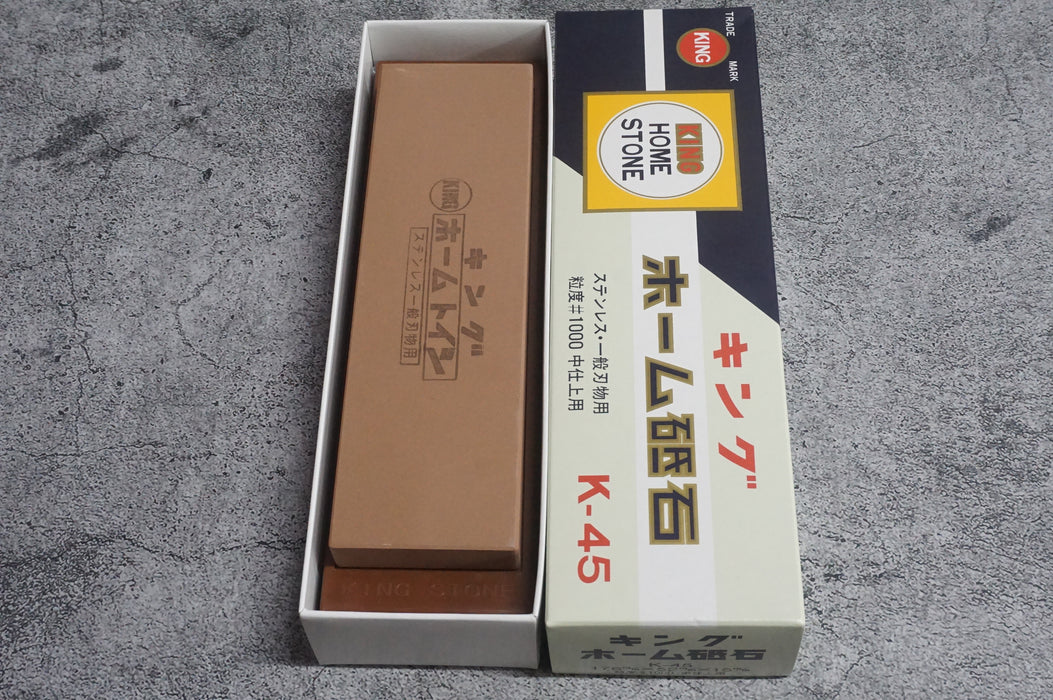 TRADE MARK
KING
KING
HOME
STONE
キング
ホーム砥石
ステンレス・一般刃物用
粒度#1000 中仕上用
K-45
キング
ホーム砥石
K-45
KING
キング
ホームトイシ
ステンレス一般刃物用